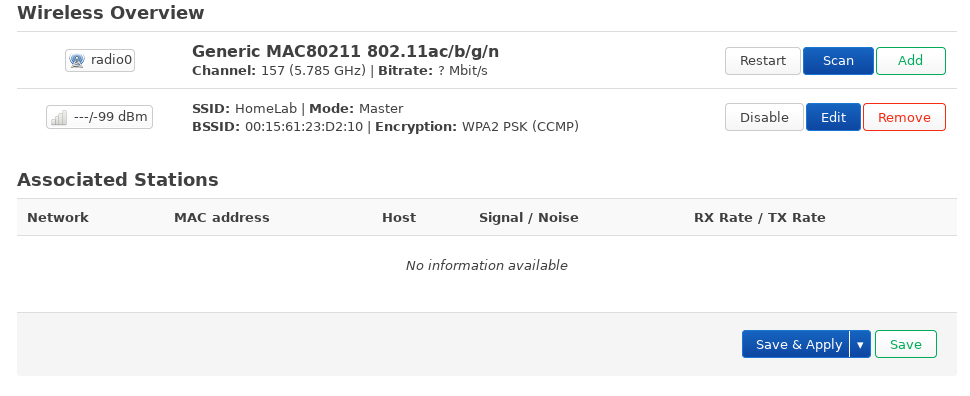 Wireless Overview
radio0
Generic MAC80211 802.11ac/b/g/n
Channel: 157 (5.785 GHz) | Bitrate: ? Mbit/s
Restart Scan Add
---/-99 dBm
SSID: HomeLab | Mode: Master
BSSID: 00:15:61:23:D2:10 | Encryption: WPA2 PSK (CCMP)
Disable Edit Remove
Associated Stations
Network MAC address Host Signal / Noise RX Rate / TX Rate
No information available
Save & Apply ▾ Save